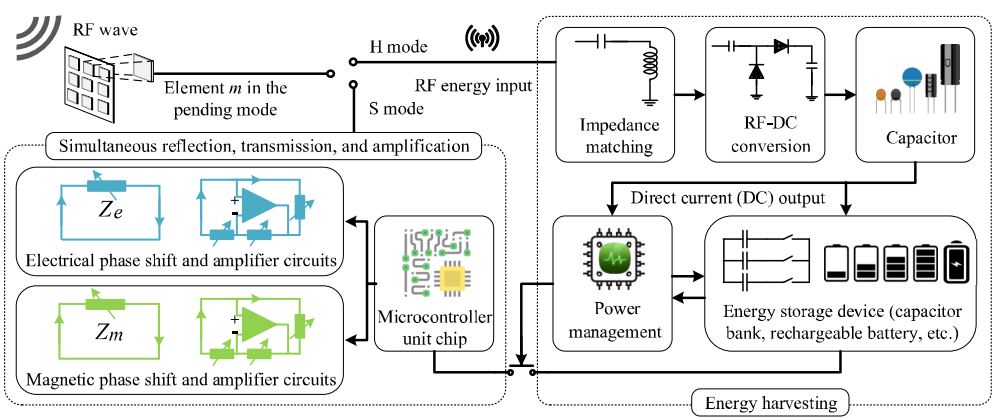 RF wave
Element m in the
pending mode
H mode
S mode
RF energy input
Impedance
matching
RF-DC
conversion
Capacitor
Simultaneous reflection, transmission, and amplification
Z_e
+
-
Electrical phase shift and amplifier circuits
Z_m
+
-
Magnetic phase shift and amplifier circuits
Microcontroller
unit chip
Direct current (DC) output
Power
management
Energy storage device (capacitor
bank, rechargeable battery, etc.)
Energy harvesting